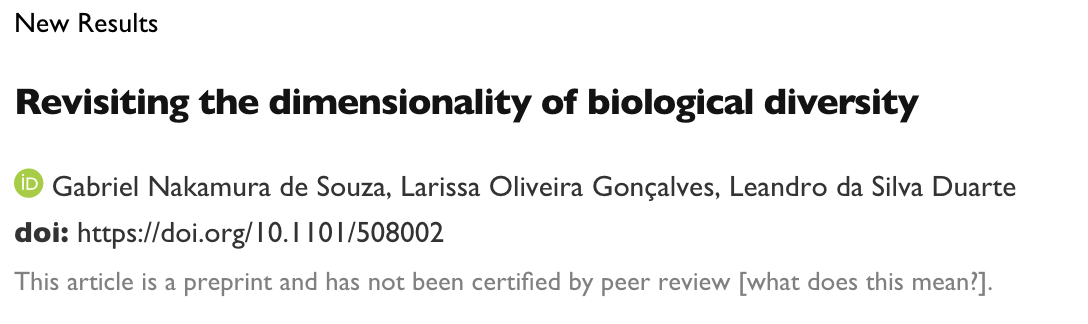 New Results
Revisiting the dimensionality of biological diversity
iD Gabriel Nakamura de Souza, Larissa Oliveira Gonçalves, Leandro da Silva Duarte
doi: https://doi.org/10.1101/508002
This article is a preprint and has not been certified by peer review [what does this mean?].